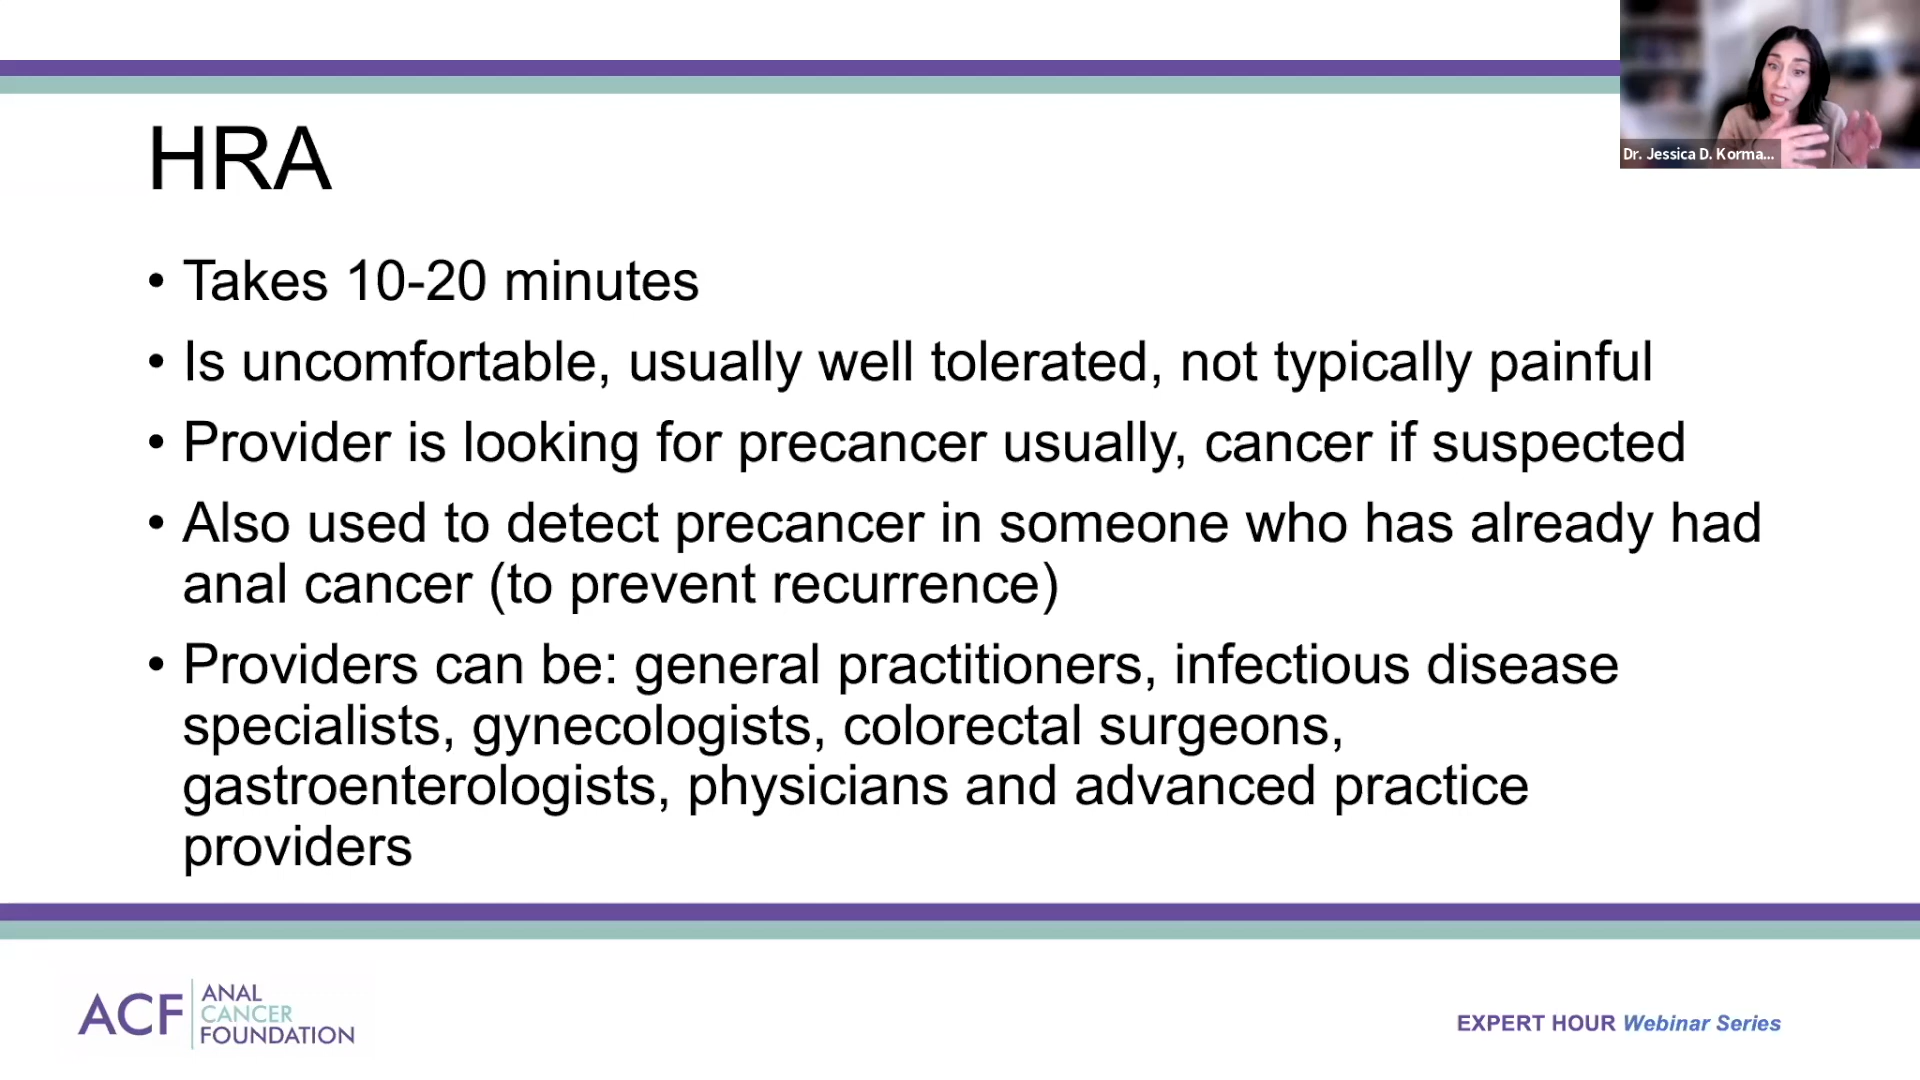 Dr. Jessica D. Korma...
HRA
• Takes 10-20 minutes
• Is uncomfortable, usually well tolerated, not typically painful
• Provider is looking for precancer usually, cancer if suspected
• Also used to detect precancer in someone who has already had
anal cancer (to prevent recurrence)
• Providers can be: general practitioners, infectious disease
specialists, gynecologists, colorectal surgeons,
gastroenterologists, physicians and advanced practice
providers
ACF
ANAL
CANCER
FOUNDATION
EXPERT HOUR Webinar Series